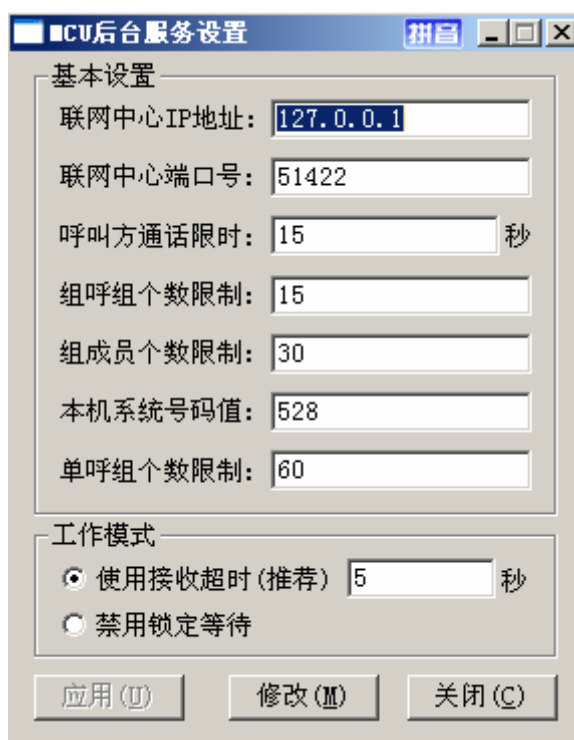 MCU后台服务设置 拼音
基本设置
联网中心IP地址: 127.0.0.1
联网中心端口号: 51422
呼叫方通话限时: 15 秒
组呼组个数限制: 15
组成员个数限制: 30
本机系统号码值: 528
单呼组个数限制: 60
工作模式
使用接收超时(推荐) 5 秒
禁用锁定等待
应用(U) 修改(M) 关闭(C)